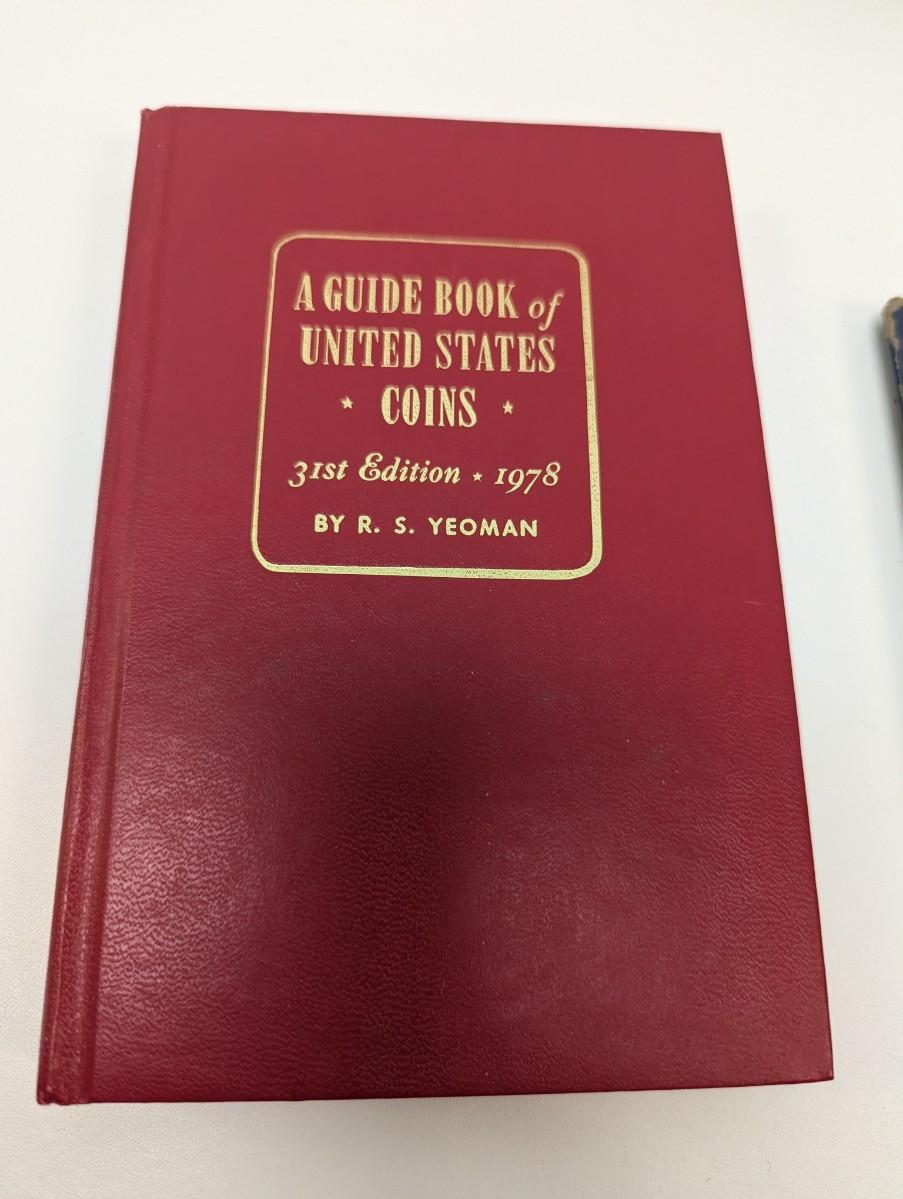 A GUIDE BOOK of
UNITED STATES
★ COINS ★
31st Edition ★ 1978
BY R. S. YEOMAN